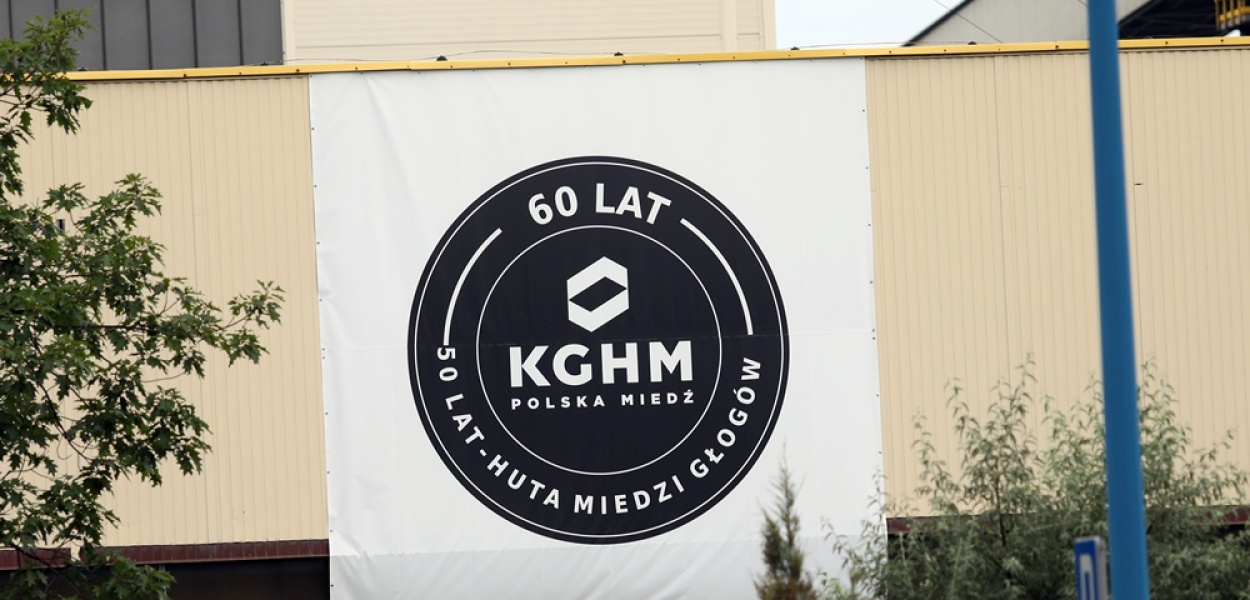 60 LAT
KGHM
POLSKA MIEDŹ
50 LAT-HUTA MIEDZI GŁOGÓW